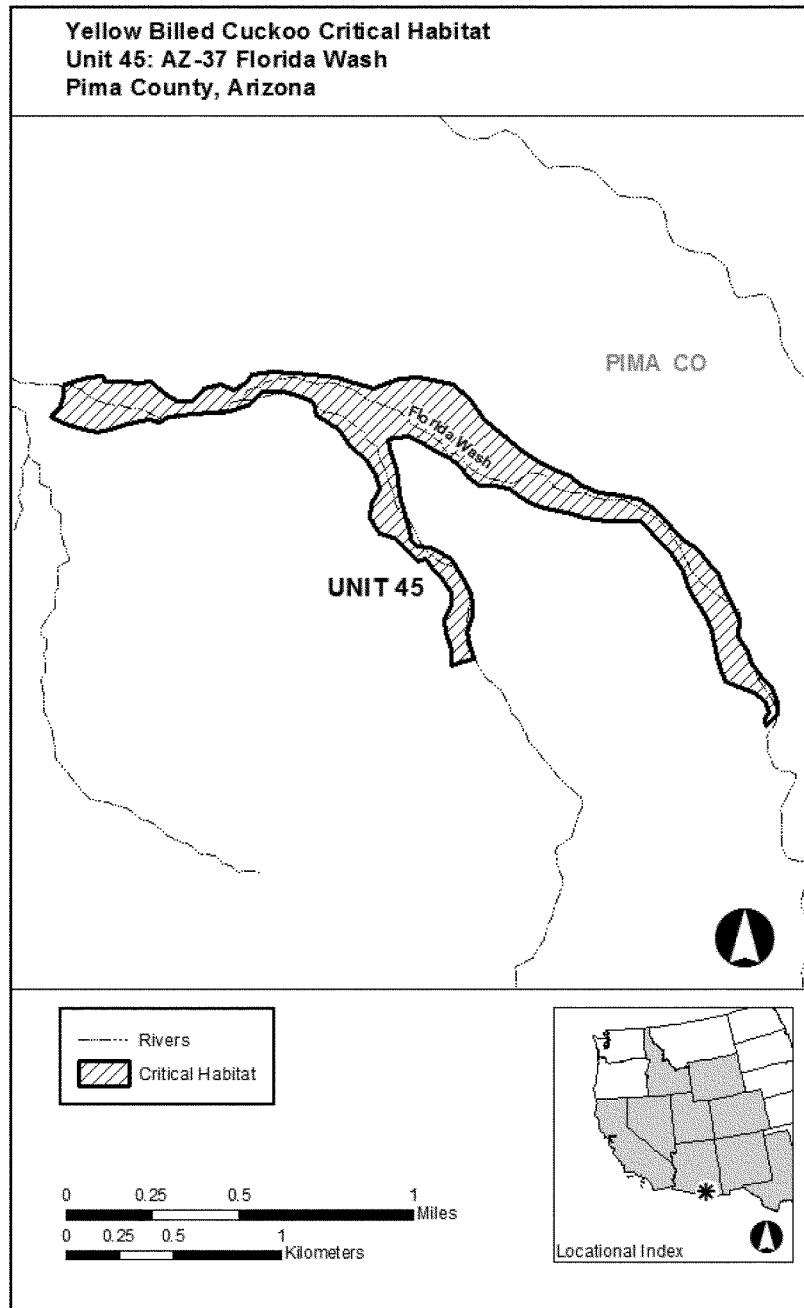 Yellow Billed Cuckoo Critical Habitat
Unit 45: AZ-37 Florida Wash
Pima County, Arizona
PIMA CO
Florida Wash
UNIT 45
Rivers
Critical Habitat
0 0.25 0.5 1
Miles
0 0.25 0.5 1
Kilometers
Locational Index